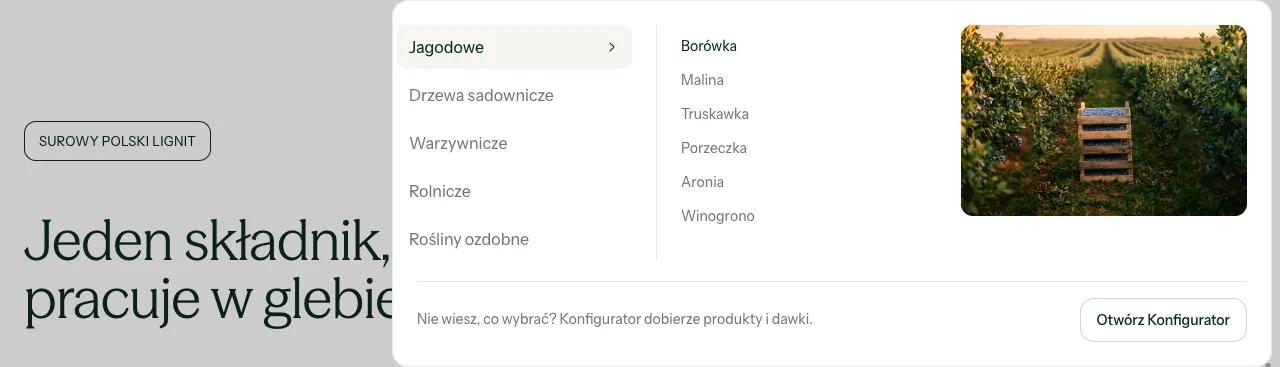 Jagodowe
Drzewa sadownicze
Warzywnicze
Rolnicze
Rośliny ozdobne
Borówka
Malina
Truskawka
Porzeczka
Aronia
Winogrono
SUROWY POLSKI LIGNIT
Jeden składnik,
pracuje w glebie
Nie wiesz, co wybrać? Konfigurator dobierze produkty i dawki.
Otwórz Konfigurator